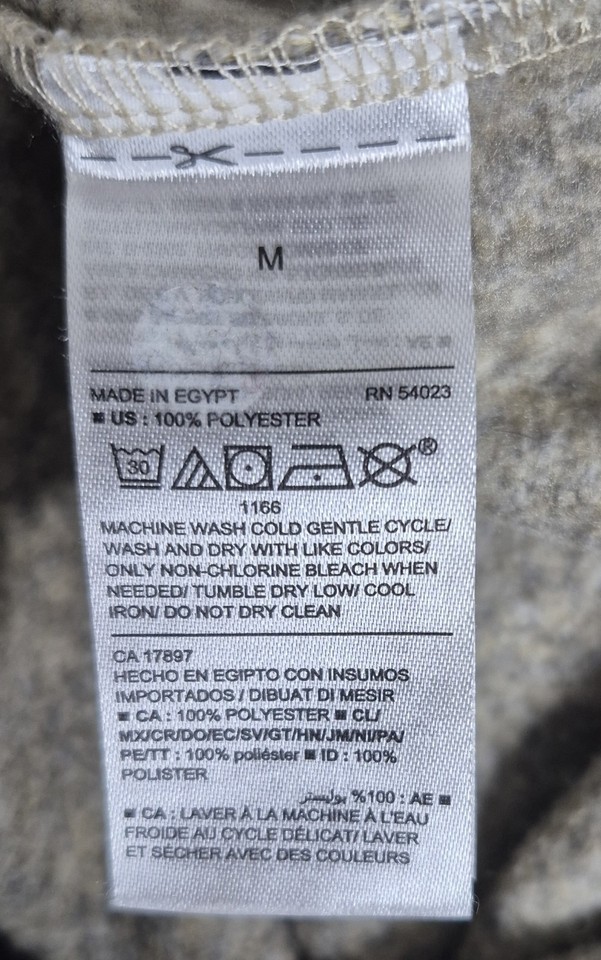 M
MADE IN EGYPT RN 54023
■ US : 100% POLYESTER
30 ®
1166
MACHINE WASH COLD GENTLE CYCLE/
WASH AND DRY WITH LIKE COLORS/
ONLY NON-CHLORINE BLEACH WHEN
NEEDED/ TUMBLE DRY LOW/ COOL
IRON/ DO NOT DRY CLEAN
CA 17897
HECHO EN EGIPTO CON INSUMOS
IMPORTADOS / DIBUAT DI MESIR
■ CA : 100% POLYESTER ■ CL/
MX/CR/DO/EC/SV/GT/HN/JM/NI/PA/
PE/TT : 100% poliéster ■ ID : 100%
POLISTER
■ AE : 100% بوليستر
■ CA : LAVER À LA MACHINE À L'EAU
FROIDE AU CYCLE DÉLICAT/ LAVER
ET SÉCHER AVEC DES COULEURS